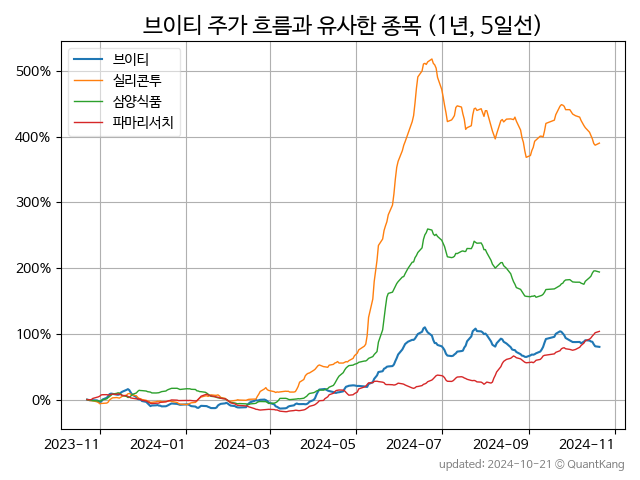 브이티 주가 흐름과 유사한 종목 (1년, 5일선)
브이티
실리콘투
삼양식품
파마리서치
500%
400%
300%
200%
100%
0%
2023-11 2024-01 2024-03 2024-05 2024-07 2024-09 2024-11
updated: 2024-10-21 © QuantKang